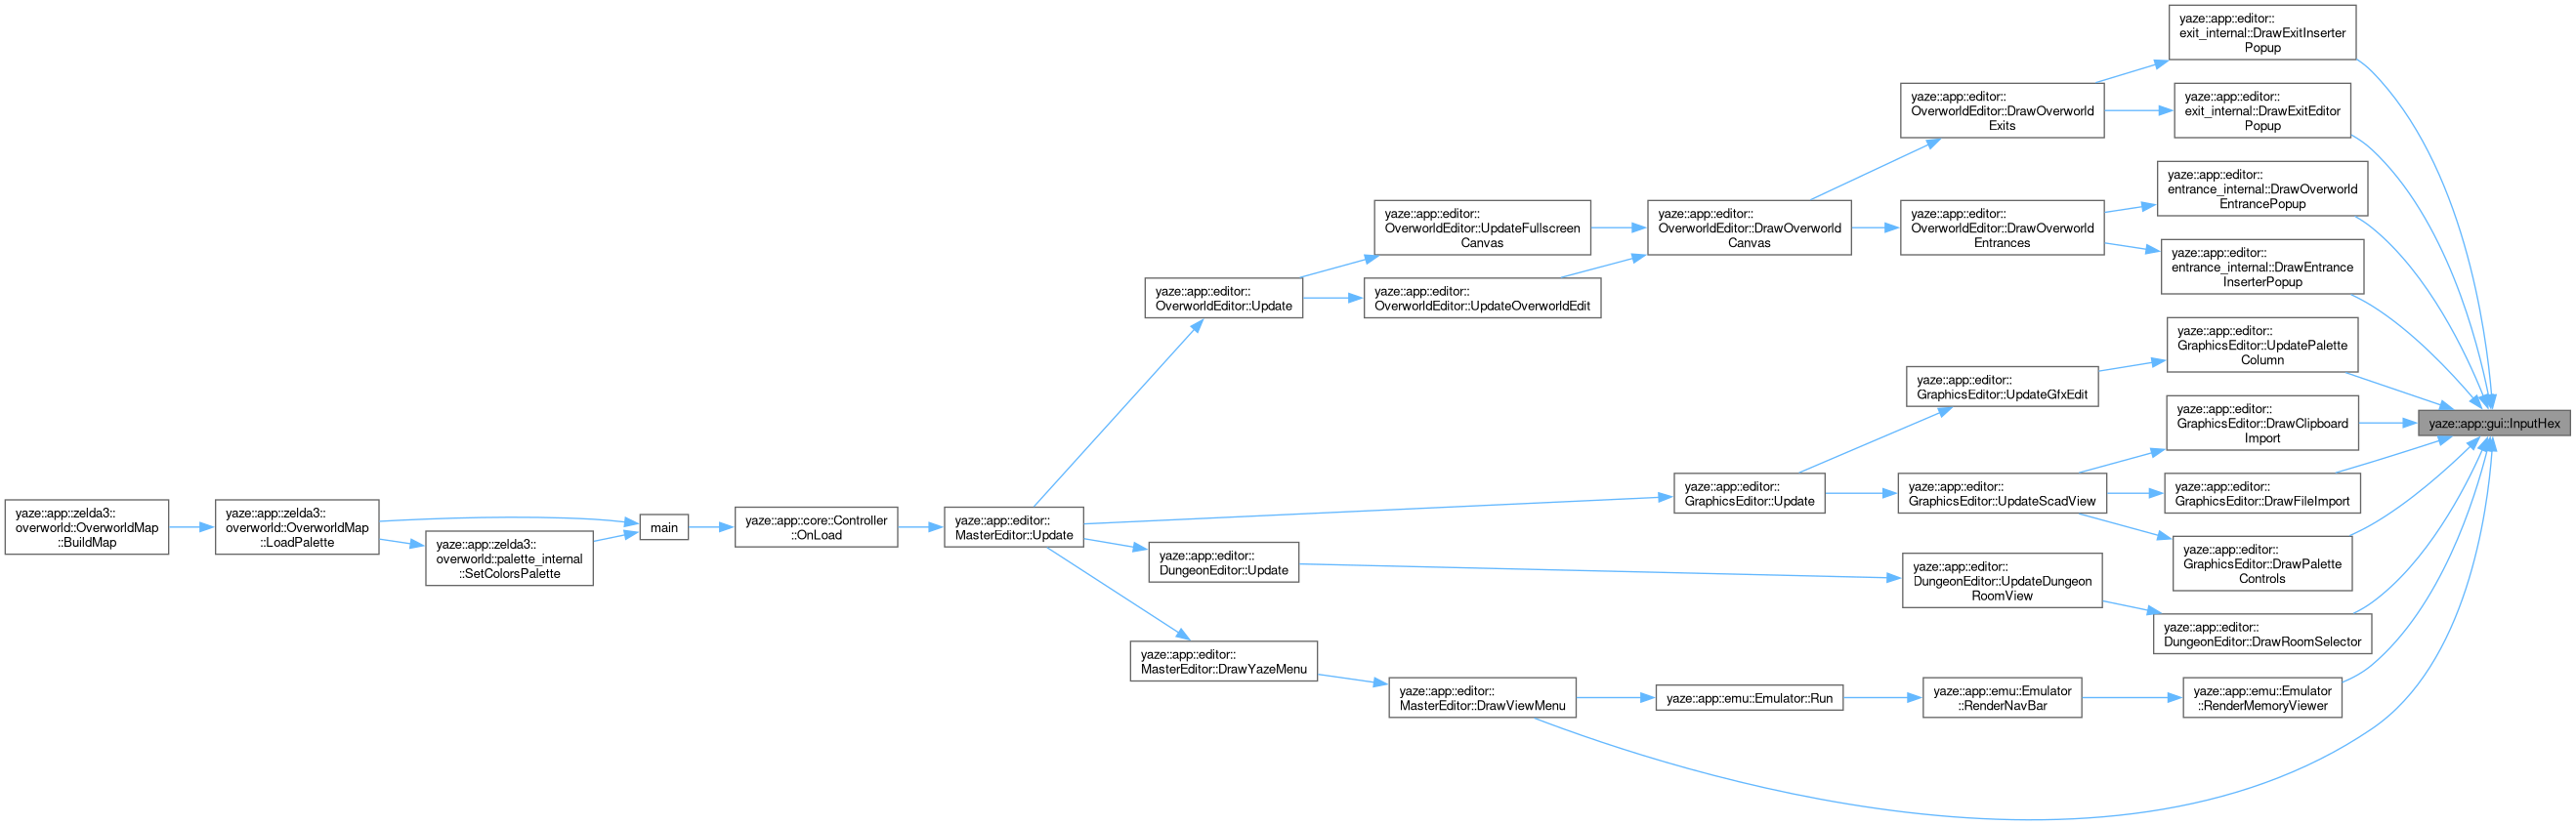 yaze::app::editor::
exit_internal::DrawExitInserter
Popup
yaze::app::editor::
OverworldEditor::DrawOverworld
Exits
yaze::app::editor::
exit_internal::DrawExitEditor
Popup
yaze::app::editor::
entrance_internal::DrawOverworld
EntrancePopup
yaze::app::editor::
OverworldEditor::UpdateFullscreen
Canvas
yaze::app::editor::
OverworldEditor::DrawOverworld
Canvas
yaze::app::editor::
OverworldEditor::DrawOverworld
Entrances
yaze::app::editor::
entrance_internal::DrawEntrance
InserterPopup
yaze::app::editor::
OverworldEditor::Update
yaze::app::editor::
OverworldEditor::UpdateOverworldEdit
yaze::app::editor::
GraphicsEditor::UpdatePalette
Column
yaze::app::editor::
GraphicsEditor::UpdateGfxEdit
yaze::app::editor::
GraphicsEditor::DrawClipboard
Import
yaze::app::gui::InputHex
yaze::app::editor::
GraphicsEditor::Update
yaze::app::editor::
GraphicsEditor::UpdateScadView
yaze::app::editor::
GraphicsEditor::DrawFileImport
yaze::app::zelda3::
overworld::OverworldMap
::BuildMap
yaze::app::zelda3::
overworld::OverworldMap
::LoadPalette
yaze::app::zelda3::
overworld::palette_internal
::SetColorsPalette
main
yaze::app::core::Controller
::OnLoad
yaze::app::editor::
MasterEditor::Update
yaze::app::editor::
DungeonEditor::Update
yaze::app::editor::
DungeonEditor::UpdateDungeon
RoomView
yaze::app::editor::
GraphicsEditor::DrawPalette
Controls
yaze::app::editor::
DungeonEditor::DrawRoomSelector
yaze::app::editor::
MasterEditor::DrawYazeMenu
yaze::app::editor::
MasterEditor::DrawViewMenu
yaze::app::emu::Emulator::Run
yaze::app::emu::Emulator
::RenderNavBar
yaze::app::emu::Emulator
::RenderMemoryViewer